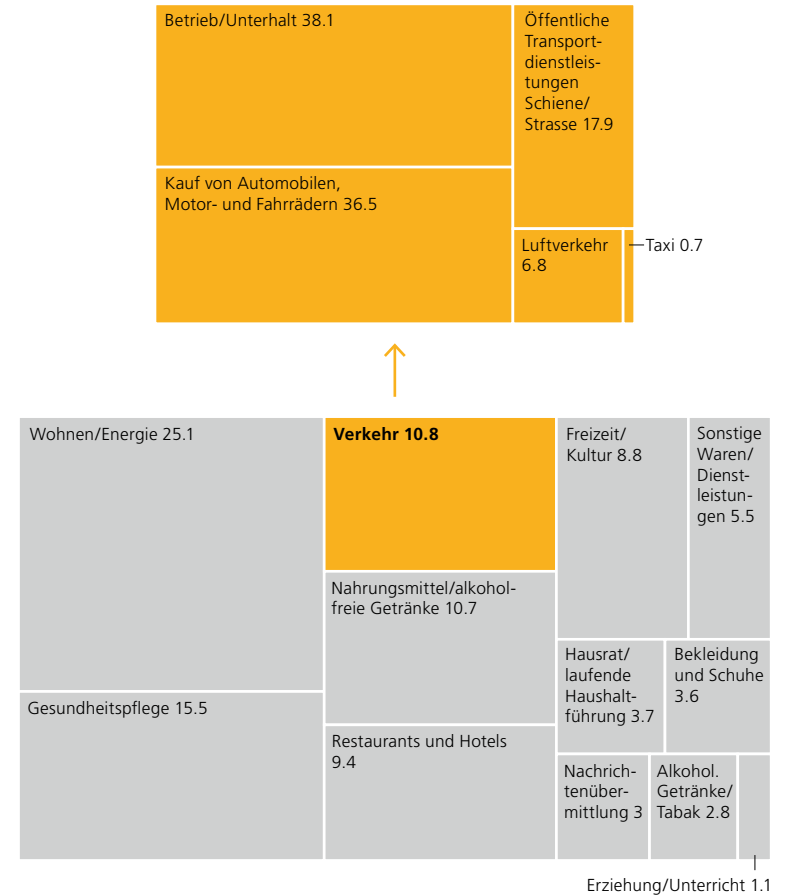 Betrieb/Unterhalt 38.1
Öffentliche
Transport-
dienstleis-
tungen
Schiene/
Strasse 17.9
Kauf von Automobilen,
Motor- und Fahrrädern 36.5
Luftverkehr
6.8
Taxi 0.7
Wohnen/Energie 25.1
Verkehr 10.8
Freizeit/
Kultur 8.8
Sonstige
Waren/
Dienst-
leistun-
gen 5.5
Nahrungsmittel/alkohol-
freie Getränke 10.7
Hausrat/
laufende
Haushalt-
führung 3.7
Bekleidung
und Schuhe
3.6
Gesundheitspflege 15.5
Restaurants und Hotels
9.4
Nachrich-
tenüber-
mittlung 3
Alkohol.
Getränke/
Tabak 2.8
Erziehung/Unterricht 1.1